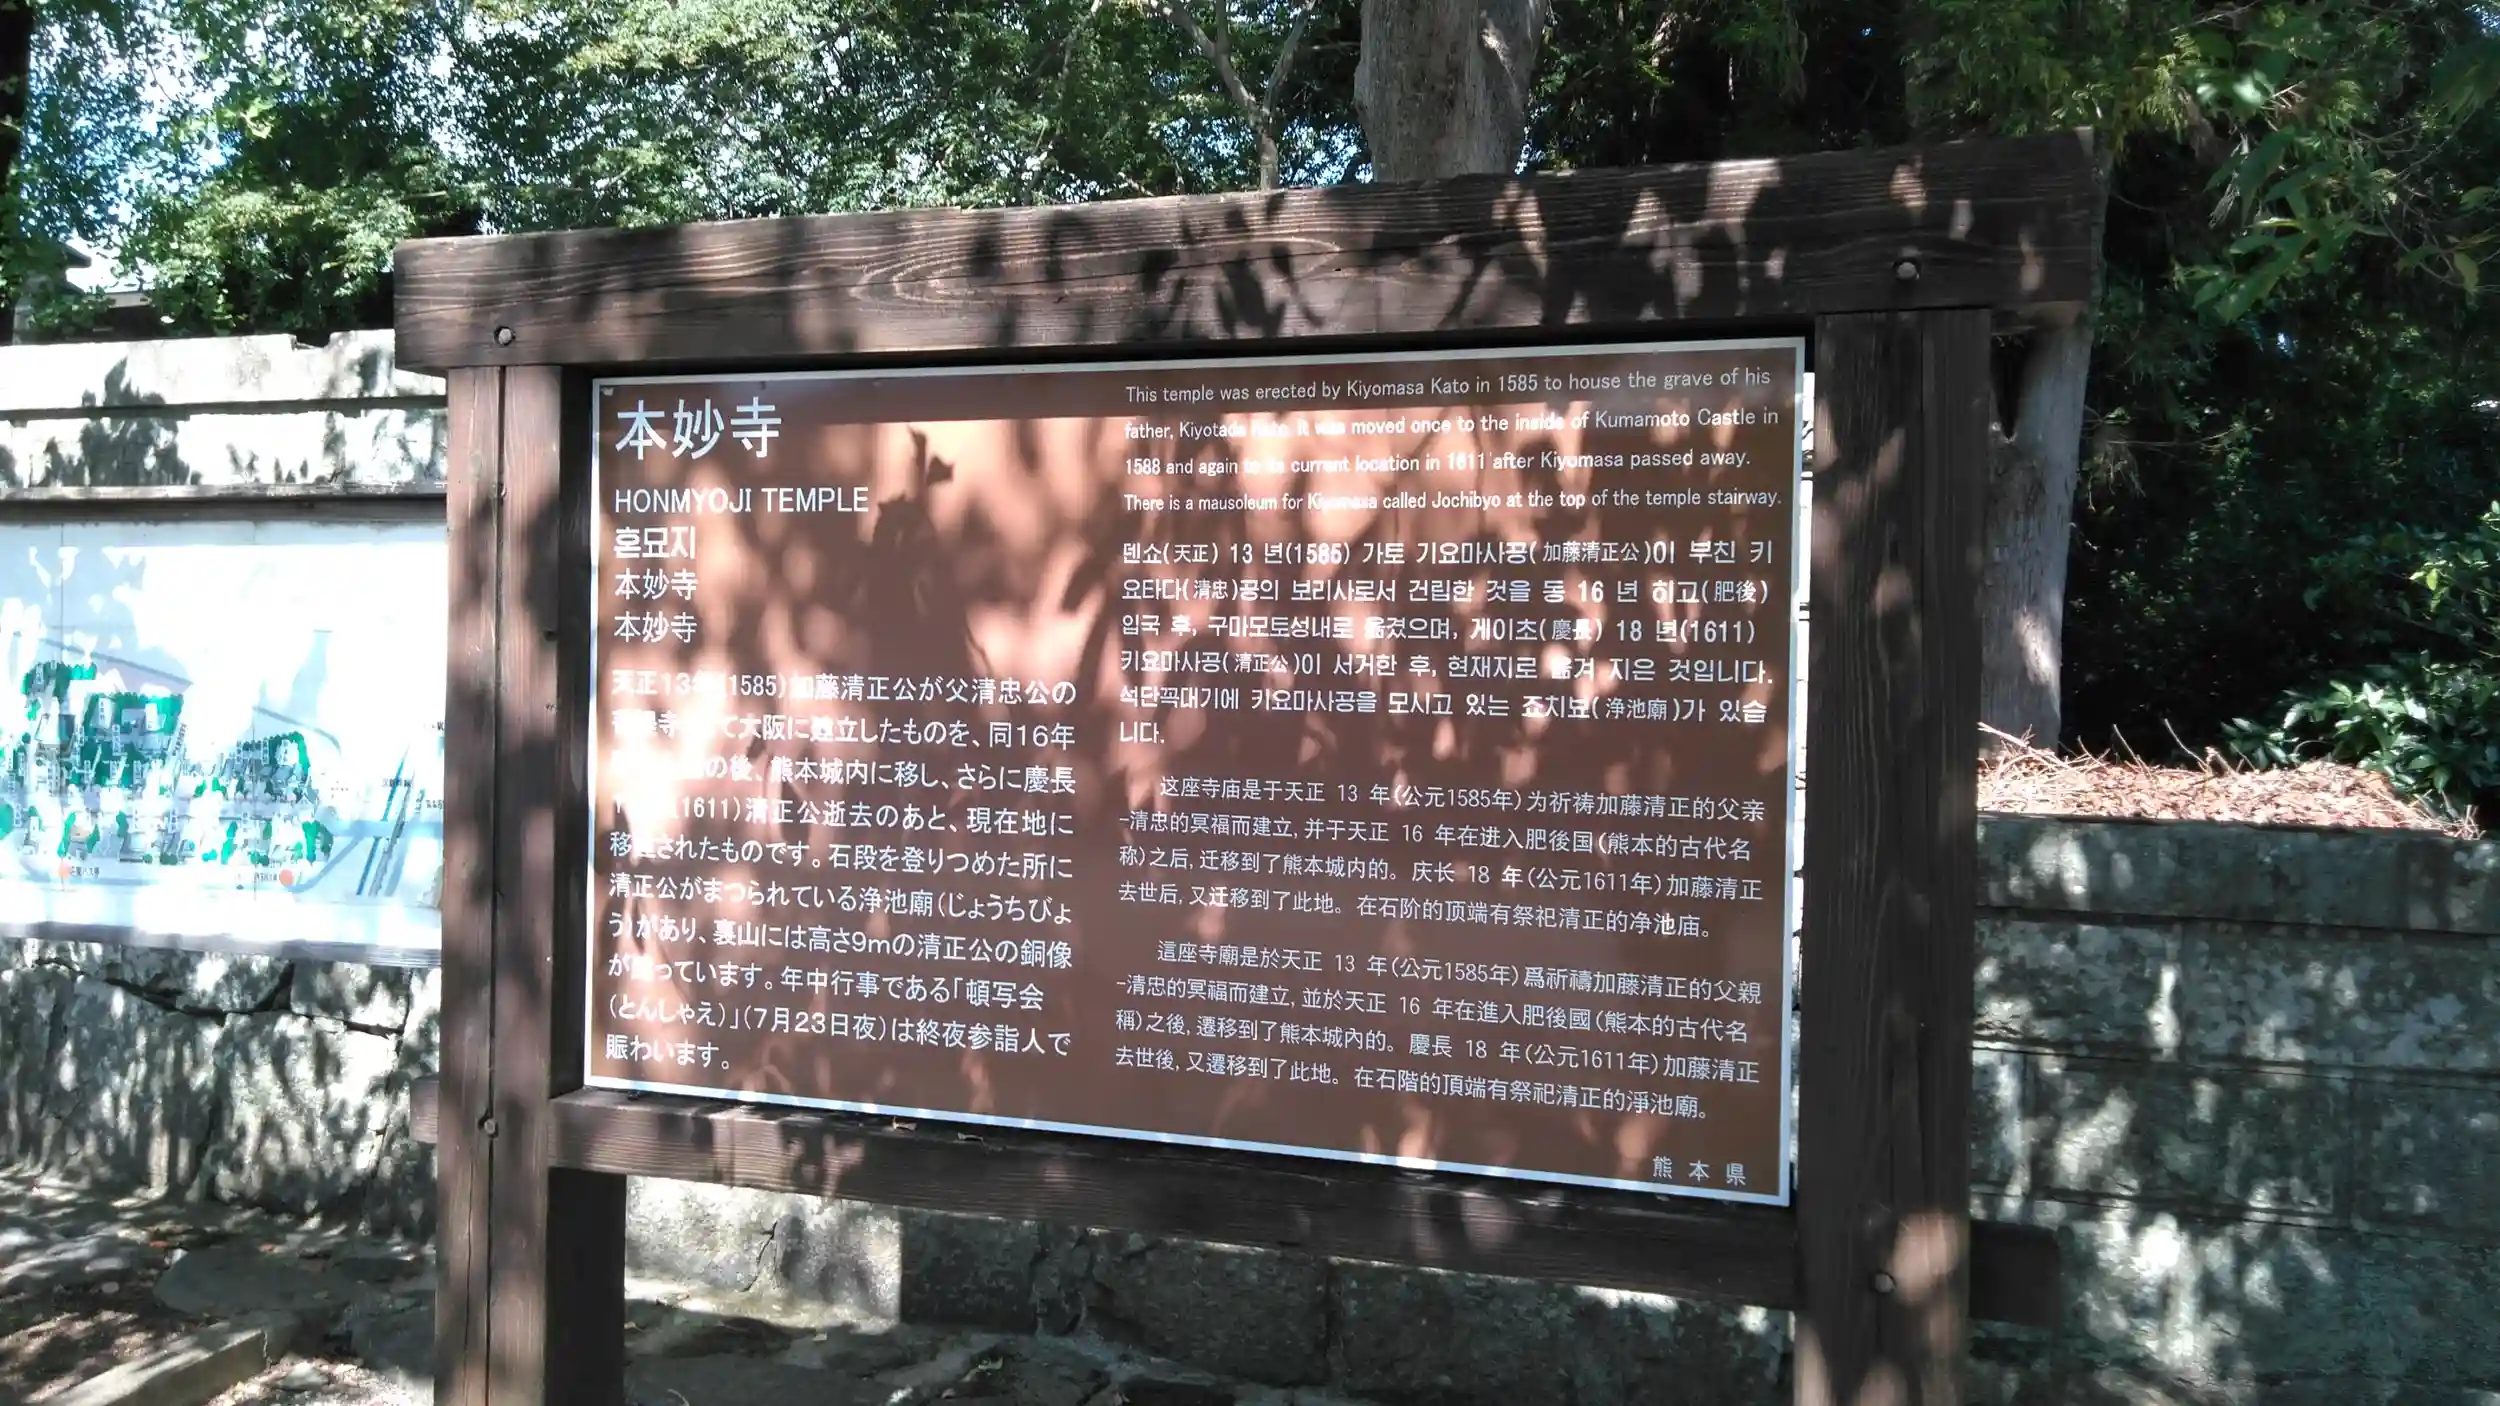 本妙寺
HONMYOJI TEMPLE
혼묘지
本妙寺
本妙寺
天正13年(1585)加藤清正公が父清忠公の
寺 て大阪に建立したものを、同16年
の後、熊本城内に移し、さらに慶長
(1611)清正公逝去のあと、現在地に
移 されたものです。石段を登りつめた所に
清正公がまつられている浄池廟(じょうちびょ
う)があり、裏山には高さ9mの清正公の銅像
が っています。年中行事である「頓写会
(とんしゃえ)」(7月23日夜)は終夜参詣人で
賑わいます。
This temple was erected by Kiyomasa Kato in 1585 to house the grave of his
father, Kiyotada Kato. It was moved once to the inside of Kumamoto Castle in
1588 and again to its current location in 1611 after Kiyomasa passed away.
There is a mausoleum for Kiyomasa called Jochibyo at the top of the temple stairway.
덴쇼(天正) 13 년(1585) 가토 기요마사공(加藤清正公)이 부친 키
요타다(清忠)공의 보리사로서 건립한 것을 동 16 년 히고(肥後)
입국 후, 구마모토성내로 옮겼으며, 게이초(慶長) 18 년(1611)
키요마사공(清正公)이 서거한 후, 현재지로 옮겨 지은 것입니다.
석단꼭대기에 키요마사공을 모시고 있는 죠치묘(浄池廟)가 있습
니다.
这座寺庙是于天正 13 年(公元1585年)为祈祷加藤清正的父亲
-清忠的冥福而建立,并于天正 16 年在进入肥後国(熊本的古代名
称)之后,迁移到了熊本城内的。庆长 18 年(公元1611年)加藤清正
去世后,又迁移到了此地。在石阶的顶端有祭祀清正的净池庙。
這座寺廟是於天正 13 年(公元1585年)爲祈禱加藤清正的父親
-清忠的冥福而建立,並於天正 16 年在進入肥後國(熊本的古代名
稱)之後,遷移到了熊本城內的。慶長 18 年(公元1611年)加藤清正
去世後,又遷移到了此地。在石階的頂端有祭祀清正的淨池廟。
熊本県